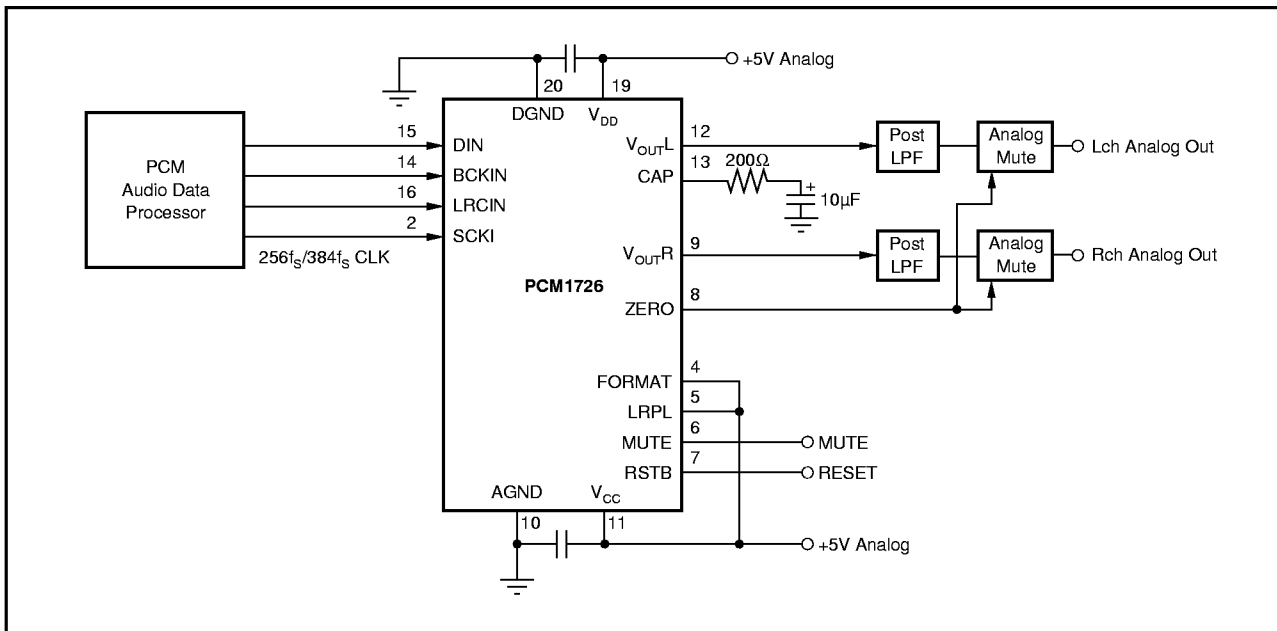 +5V Analog
20
19
DGND
VDD
PCM
Audio Data
Processor
15
14
16
2
256fS/384fS CLK
DIN
BCKIN
LRCIN
SCKI
PCM1726
VOUTL
CAP
VOUTR
ZERO
FORMAT
LRPL
MUTE
RSTB
12
13
200Ω
+
10µF
9
8
4
5
6
7
Post
LPF
Analog
Mute
Lch Analog Out
Post
LPF
Analog
Mute
Rch Analog Out
MUTE
RESET
AGND
VCC
10
11
+5V Analog